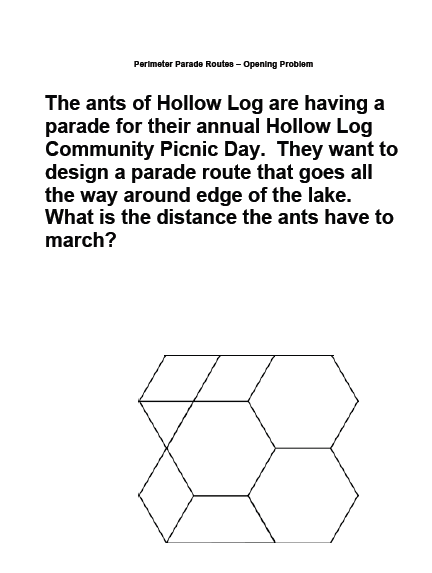 Perimeter Parade Routes – Opening Problem
The ants of Hollow Log are having a
parade for their annual Hollow Log
Community Picnic Day.  They want to
design a parade route that goes all
the way around edge of the lake.
What is the distance the ants have to
march?